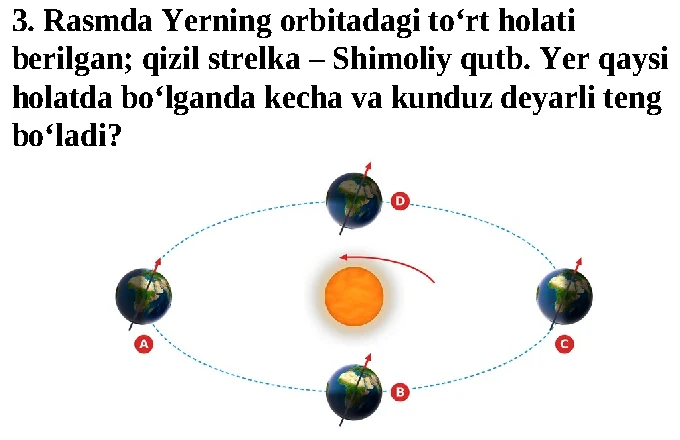 3. Rasmda Yerning orbitadagi to‘rt holati
berilgan; qizil strelka – Shimoliy qutb. Yer qaysi
holatda bo‘lganda kecha va kunduz deyarli teng
bo‘ladi?
D
A
C
B